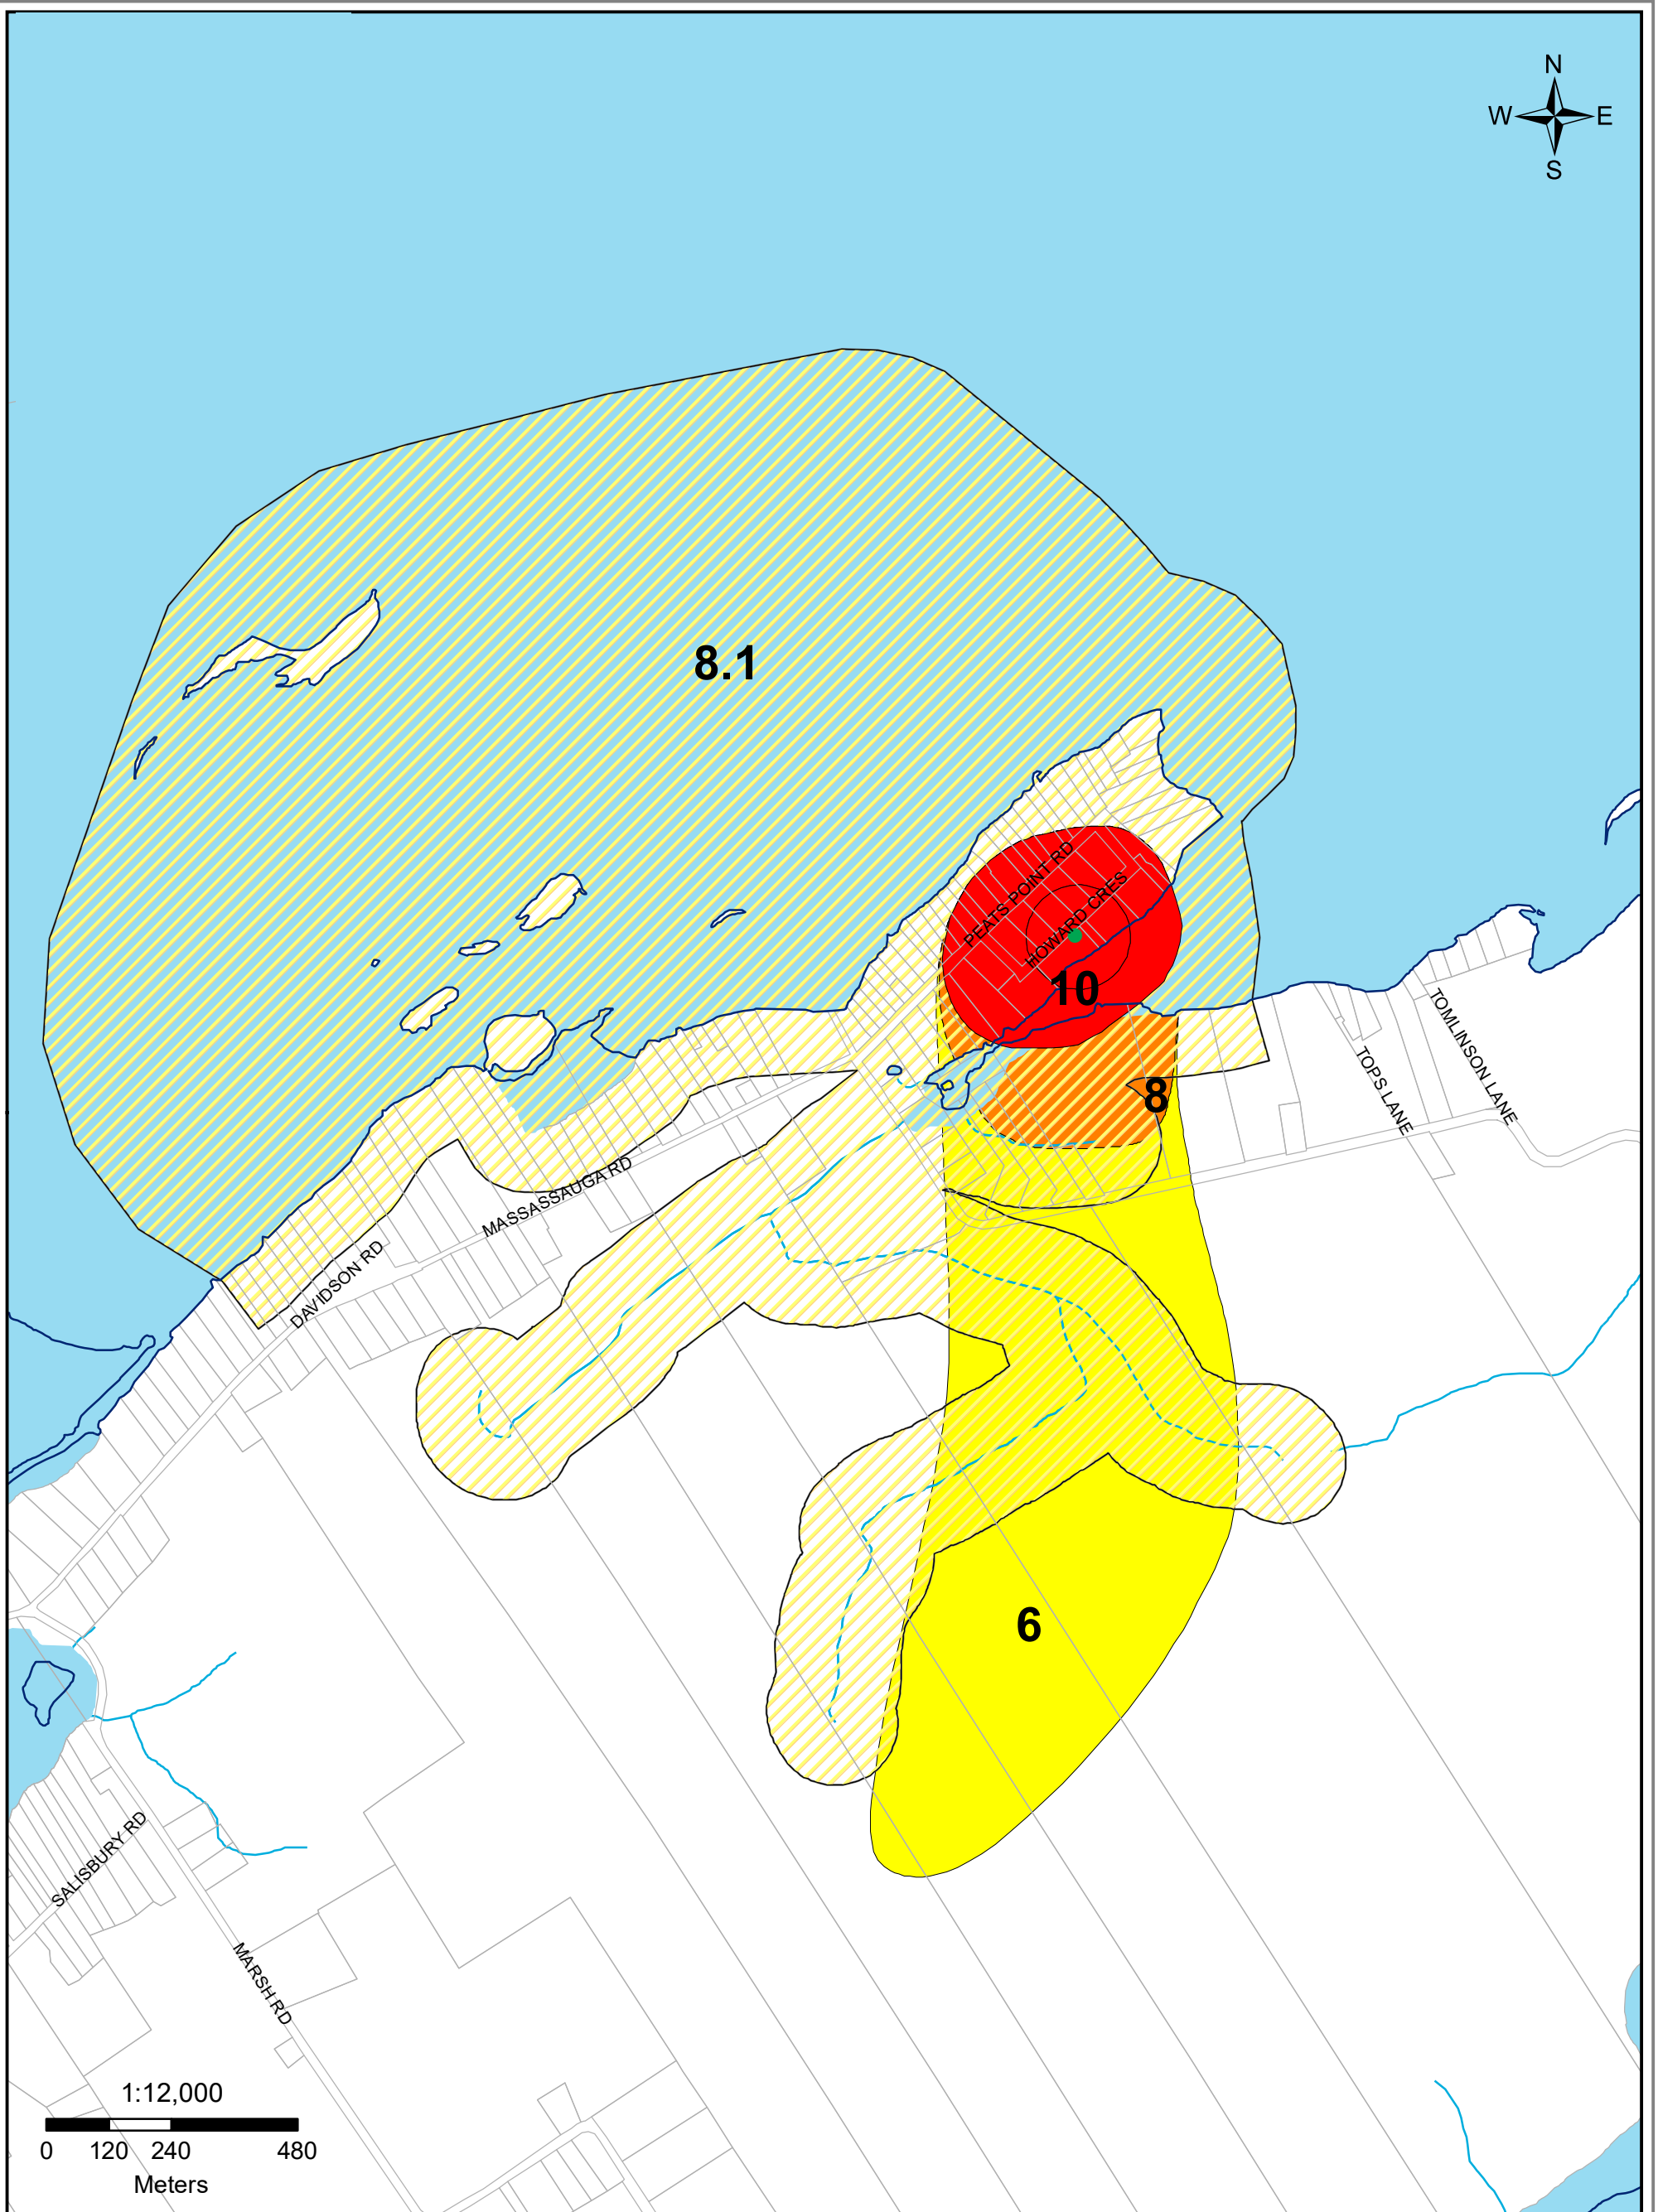 N
W E
S
8.1
PEATS POINT RD
HOWARD CRES
10
8
TOMLINSON LANE
TOPS LANE
MASSASSAUGA RD
DAVIDSON RD
6
SALISBURY RD
MARSH RD
1:12,000
0 120 240 480
Meters